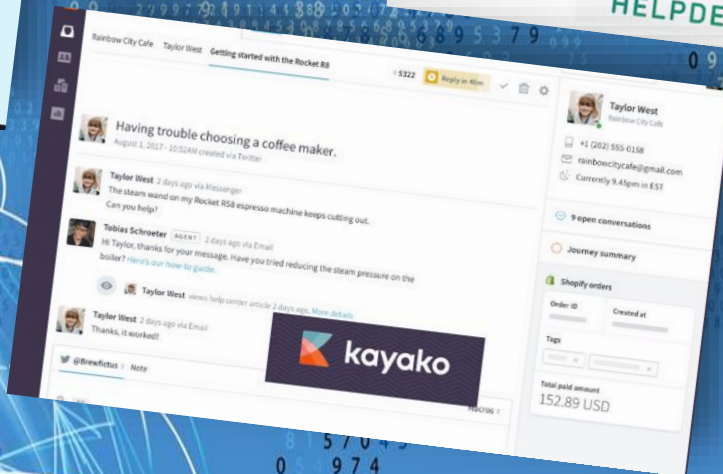 HELPDE
Rainbow City Cafe
Taylor West
Getting started with the Rocket R8
5322
Reply in 40m
Having trouble choosing a coffee maker.
August 1, 2017 - 10:52AM created via Twitter
Taylor West 2 days ago via Messenger
The steam wand on my Rocket R58 espresso machine keeps cutting out.
Can you help?
Tobias Schroeter AGENT 2 days ago via Email
Hi Taylor, thanks for your message. Have you tried reducing the steam pressure on the
boiler? Here's our how-to guide.
Taylor West views help center article 2 days ago, More details
Taylor West 2 days ago via Email
Thanks, it worked!
@Brewfictus
Note
Macros
kayako
Taylor West
Rainbow City Cafe
+1 (202) 555-0158
rainbowcitycafe@gmail.com
Currently 9.45pm in EST
9 open conversations
Journey summary
Shopify orders
Order ID
Created at
Tags
Total paid amount
152.89 USD